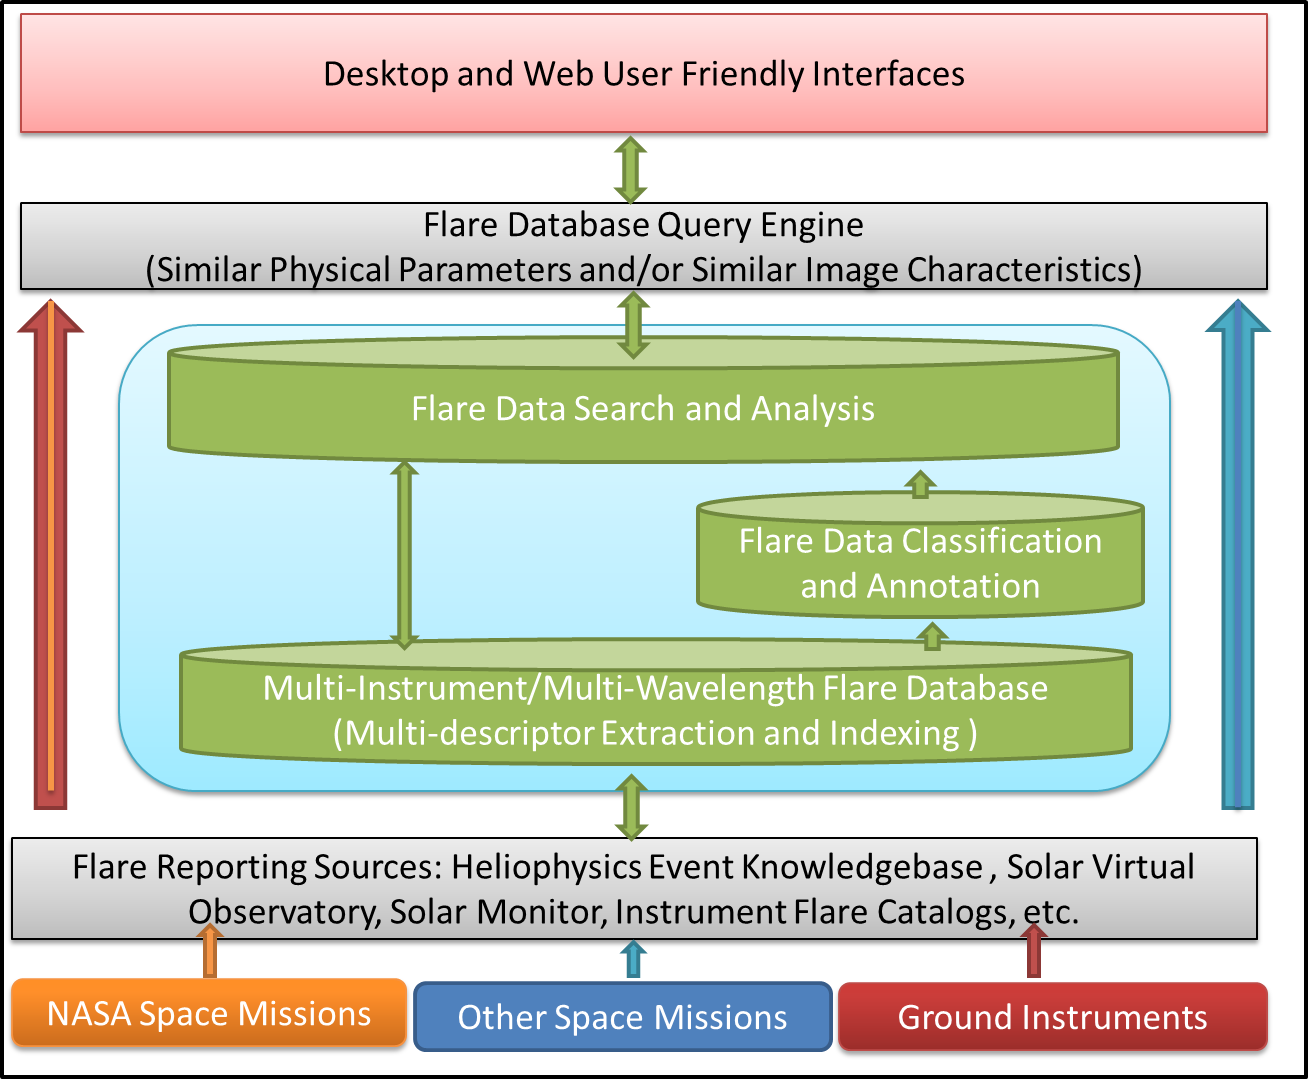 Desktop and Web User Friendly Interfaces
Flare Database Query Engine
(Similar Physical Parameters and/or Similar Image Characteristics)
Flare Data Search and Analysis
Flare Data Classification
and Annotation
Multi-Instrument/Multi-Wavelength Flare Database
(Multi-descriptor Extraction and Indexing )
Flare Reporting Sources: Heliophysics Event Knowledgebase , Solar Virtual
Observatory, Solar Monitor, Instrument Flare Catalogs, etc.
NASA Space Missions
Other Space Missions
Ground Instruments